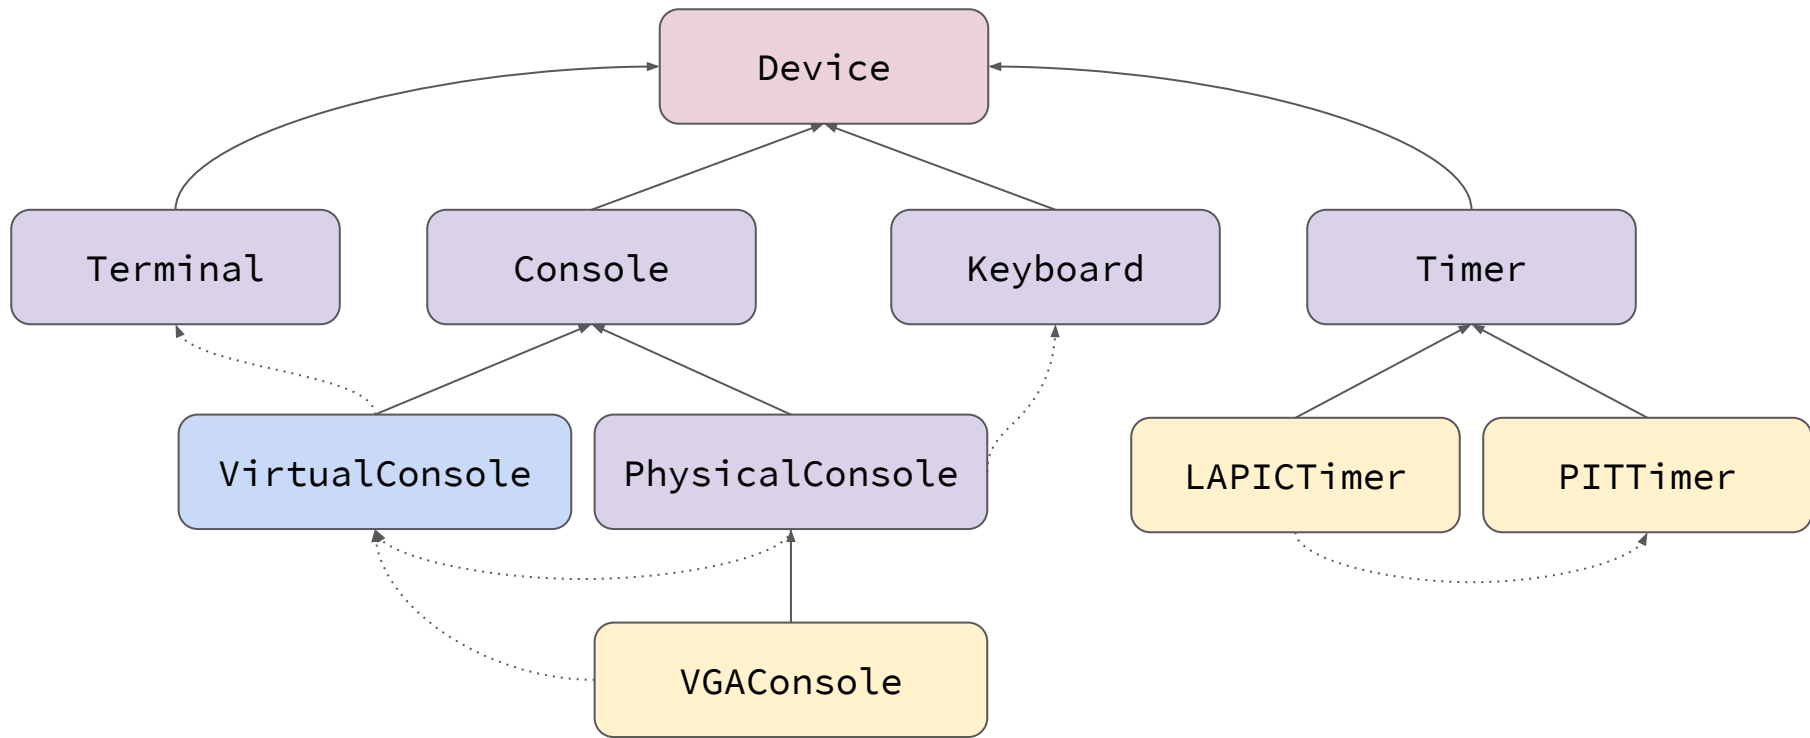 Device
Terminal
Console
Keyboard
Timer
VirtualConsole
PhysicalConsole
LAPICTimer
PITTimer
VGAConsole